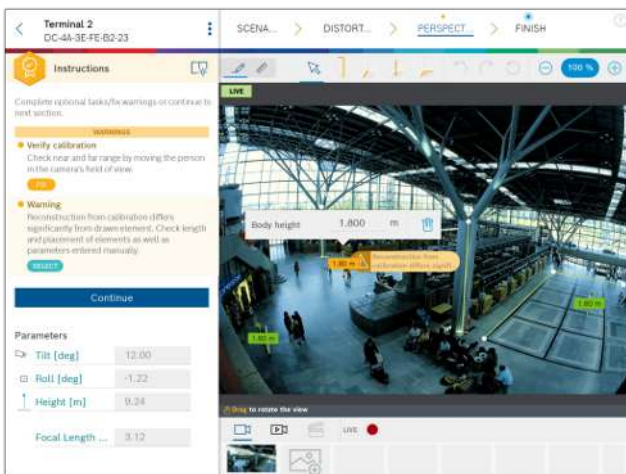 Terminal 2
DC-4A-3E-FE-B2-23
SCENA...
DISTORT...
PERSPECT...
FINISH
Instructions
100 %
Complete optional tasks/fix warnings or continue to
next section.
WARNINGS
Verify calibration
Check near and far range by moving the person
in the camera's field of view.
Warning
Reconstruction from calibration differs
significantly from drawn element. Check length
and placement of elements as well as
parameters entered manually.
SELECT
Continue
Parameters
Tilt [deg] 12.00
Roll [deg] -1.22
Height [m] 9.24
Focal Length ... 3.12
LIVE
Body height 1.800 m
1.80 m
Reconstruction from
calibration differs signifi...
1.80 m
1.80 m
Drag to rotate the view
LIVE